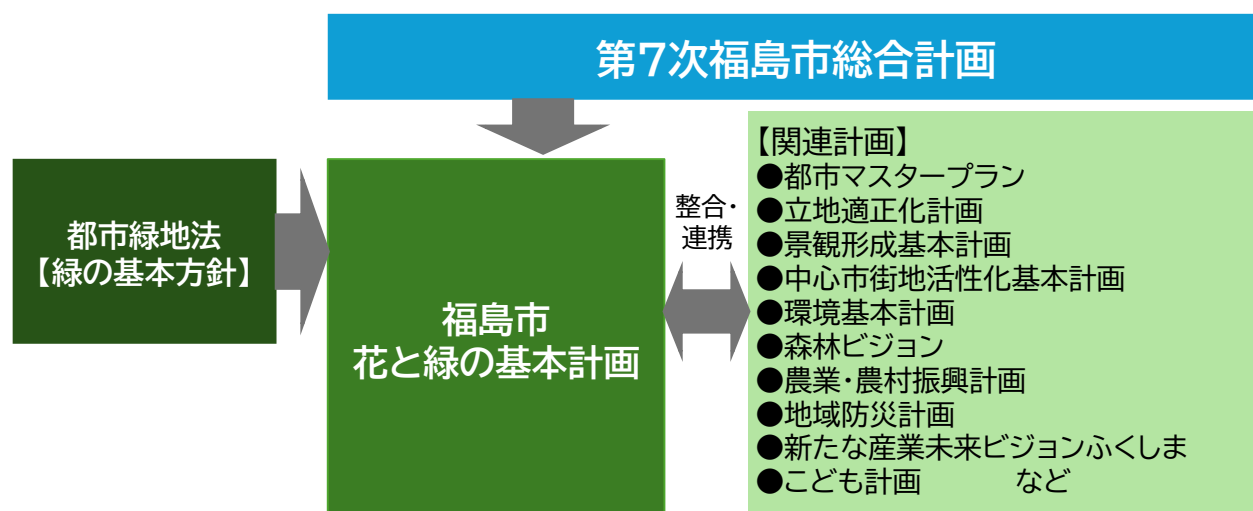 第7次福島市総合計画
都市緑地法
【緑の基本方針】
福島市
花と緑の基本計画
整合・
連携
【関連計画】
●都市マスタープラン
●立地適正化計画
●景観形成基本計画
●中心市街地活性化基本計画
●環境基本計画
●森林ビジョン
●農業・農村振興計画
●地域防災計画
●新たな産業未来ビジョンふくしま
●こども計画　　　など